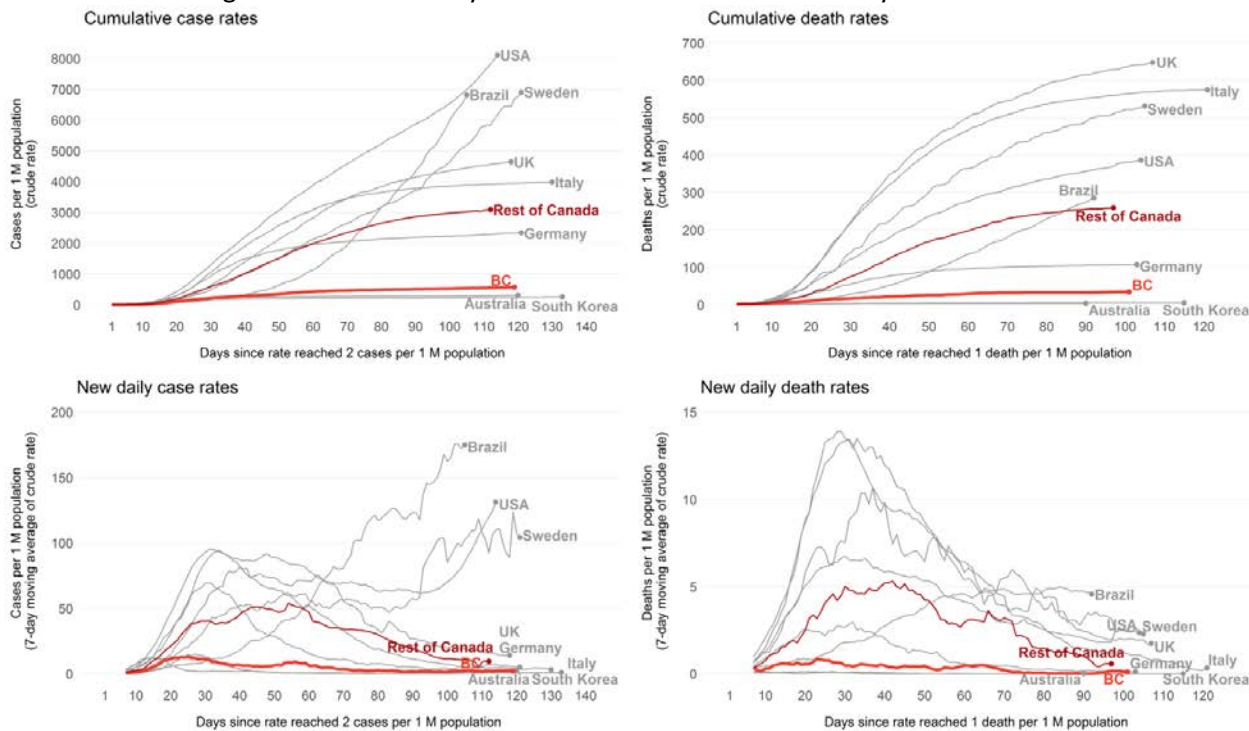 Cumulative case rates
Cases per 1 M population
(crude rate)
8000
7000
6000
5000
4000
3000
2000
1000
0
USA
Brazil
Sweden
UK
Italy
Rest of Canada
Germany
BC
Australia
South Korea
1 10 20 30 40 50 60 70 80 90 100 110 120 130 140
Days since rate reached 2 cases per 1 M population
Cumulative death rates
Deaths per 1 M population
(crude rate)
700
600
500
400
300
200
100
0
UK
Italy
Sweden
USA
Brazil
Rest of Canada
Germany
BC
Australia
South Korea
1 10 20 30 40 50 60 70 80 90 100 110 120
Days since rate reached 1 death per 1 M population
New daily case rates
Cases per 1 M population
(7-day moving average of crude rate)
200
150
100
50
0
Brazil
USA
Sweden
UK
Germany
Rest of Canada
BC
Italy
Australia
South Korea
1 10 20 30 40 50 60 70 80 90 100 110 120 130 140
Days since rate reached 2 cases per 1 M population
New daily death rates
Deaths per 1 M population
(7-day moving average of crude rate)
15
10
5
0
Brazil
USA
Sweden
UK
Rest of Canada
Italy
Germany
Australia
BC
South Korea
1 10 20 30 40 50 60 70 80 90 100 110 120
Days since rate reached 1 death per 1 M population